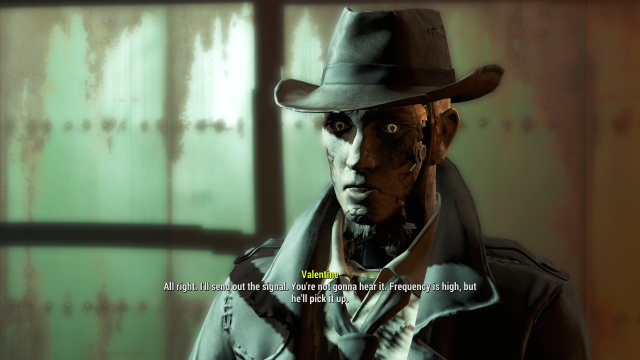 Valentine
All right. I'll send out the signal. You're not gonna hear it. Frequency is high, but
he'll pick it up.